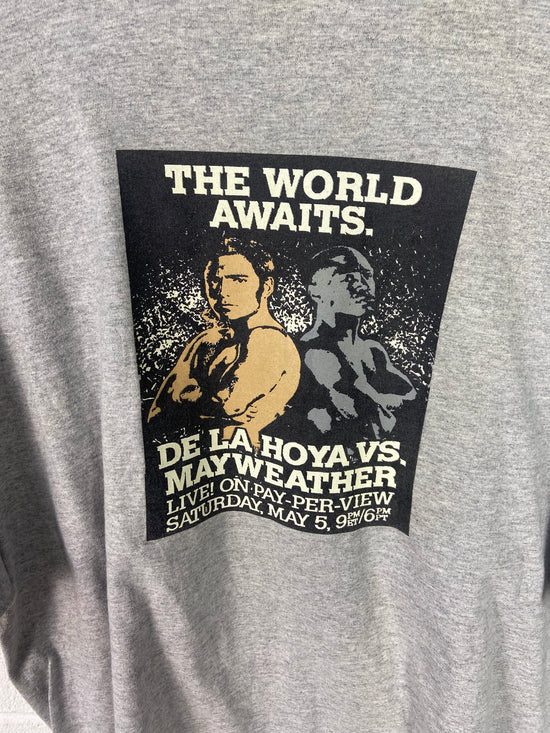 THE WORLD
AWAITS.
DE LA HOYA VS.
MAYWEATHER
LIVE! ON PAY-PER-VIEW
SATURDAY, MAY 5, 9PM ET/6PM PT